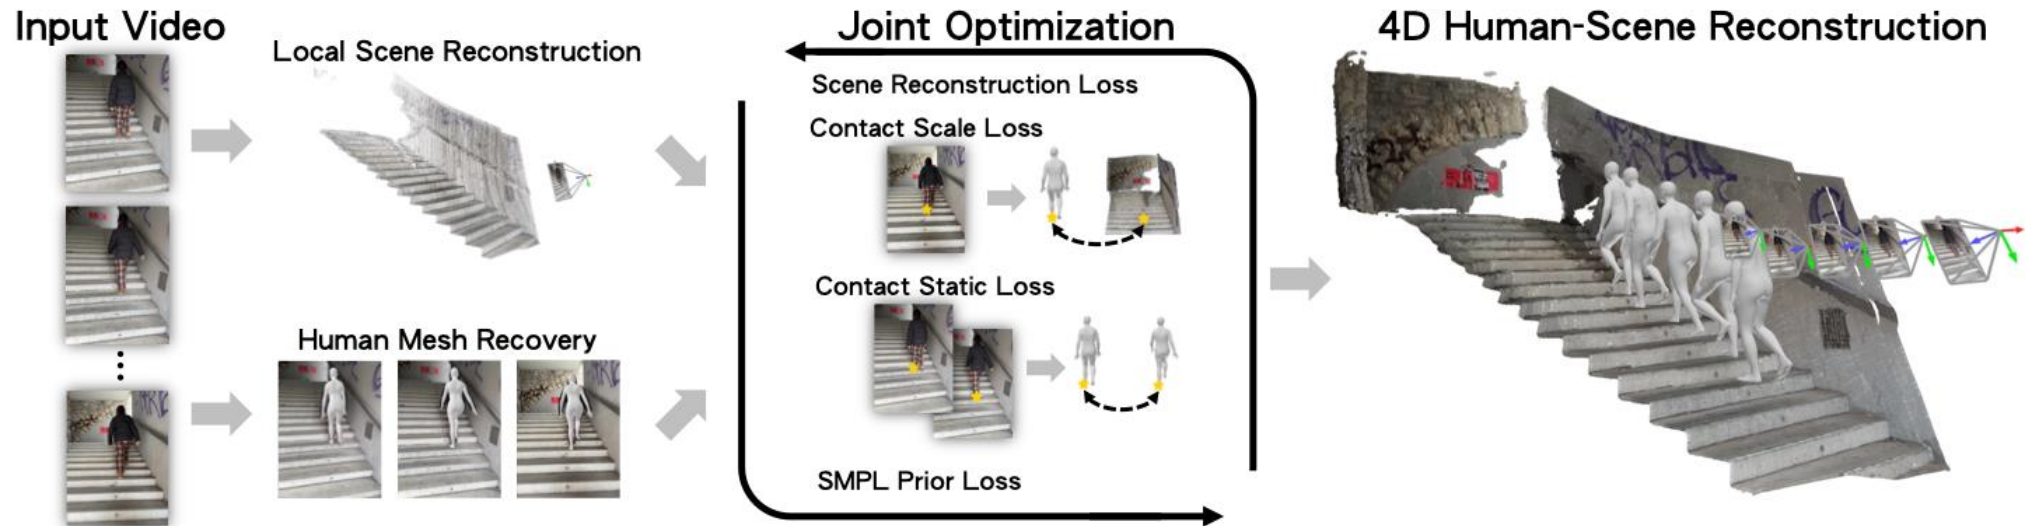 Input Video
Local Scene Reconstruction
Human Mesh Recovery
Joint Optimization
Scene Reconstruction Loss
Contact Scale Loss
Contact Static Loss
SMPL Prior Loss
4D Human-Scene Reconstruction